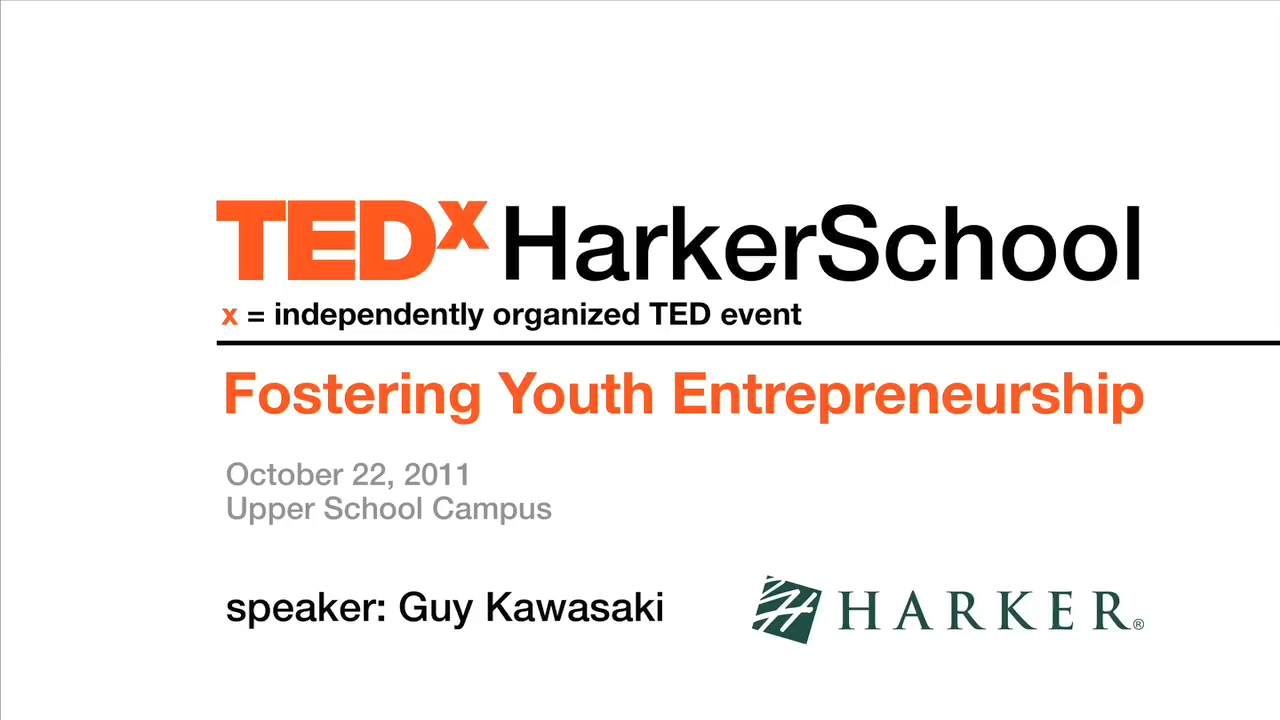 TEDx HarkerSchool
x = independently organized TED event
Fostering Youth Entrepreneurship
October 22, 2011
Upper School Campus
speaker: Guy Kawasaki
HARKER®